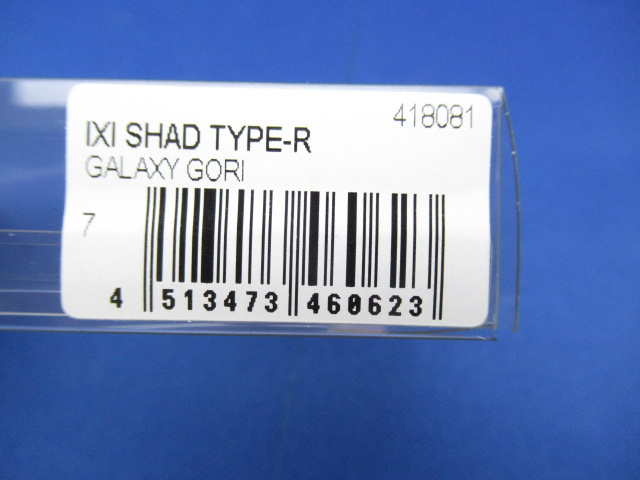 418081
IXI SHAD TYPE-R
GALAXY GORI
7
4 513473 460623